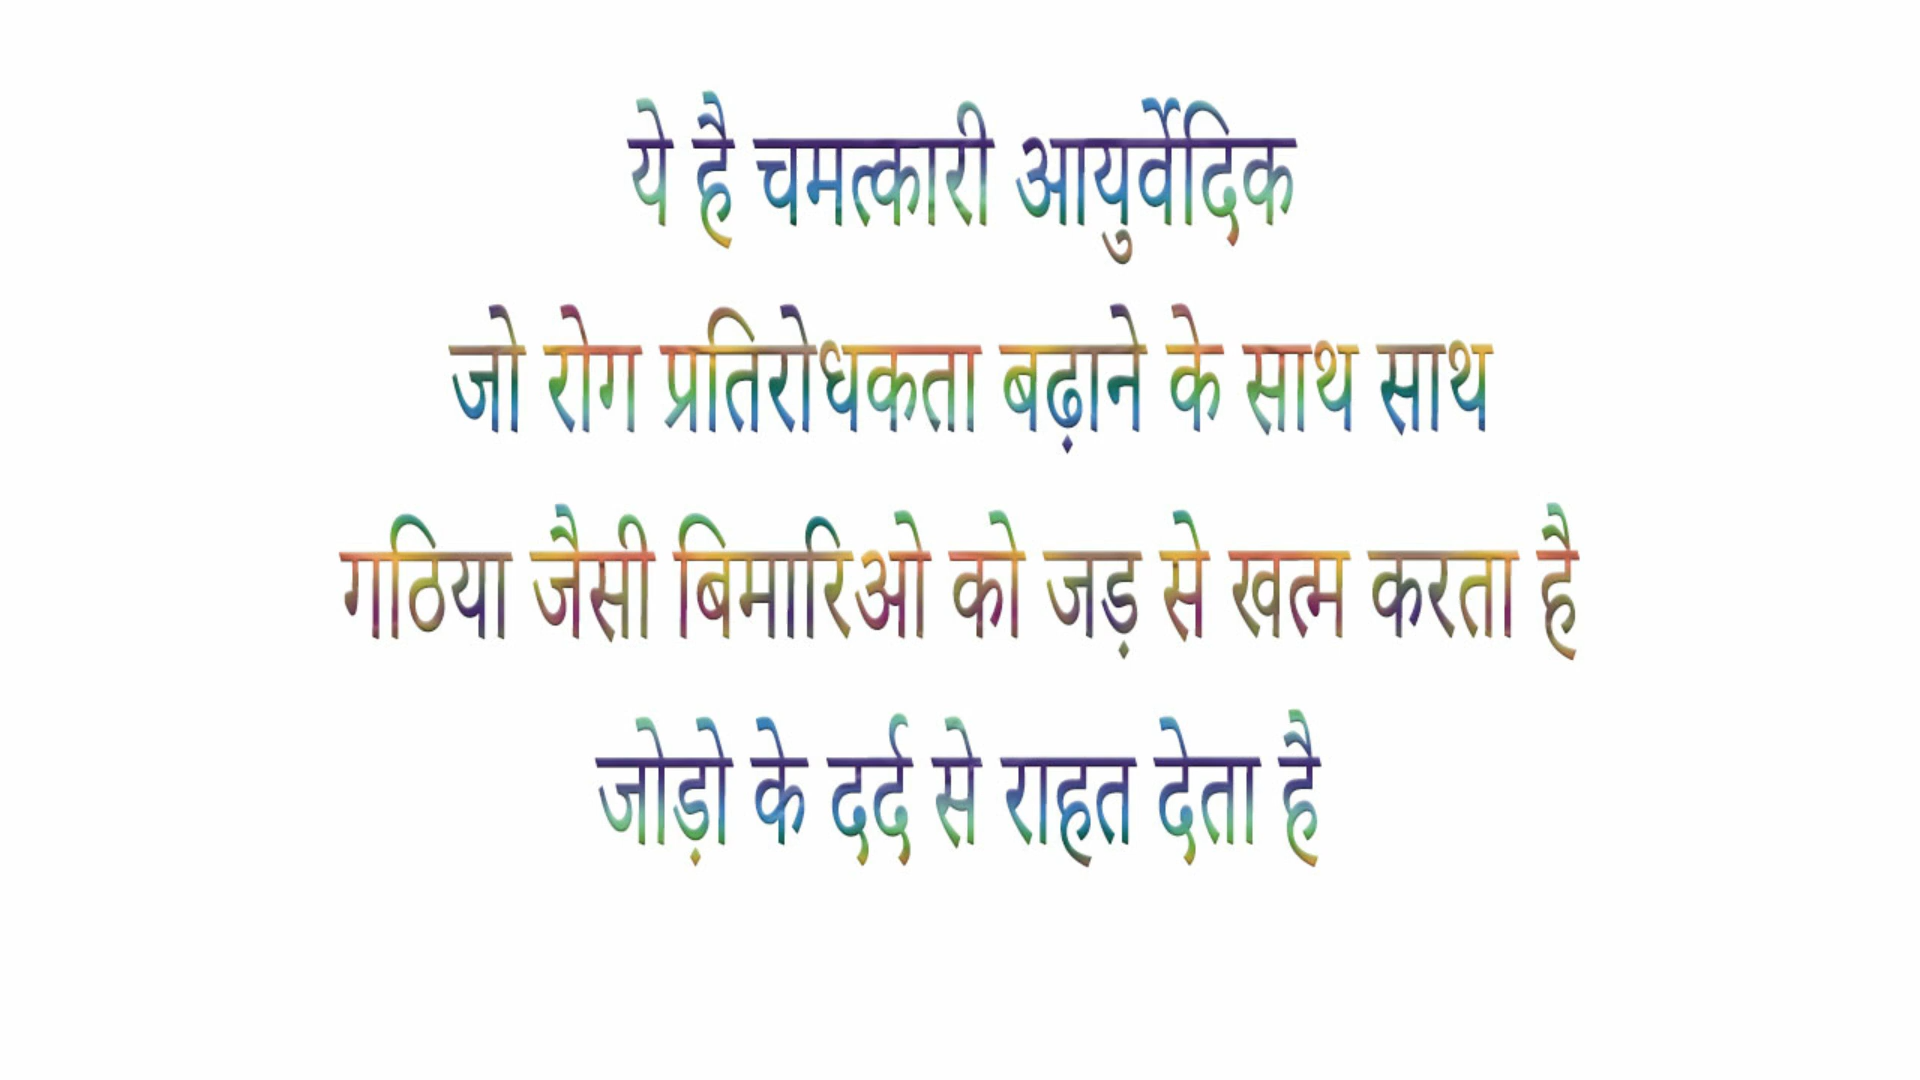 ये है चमत्कारी आयुर्वेदिक
जो रोग प्रतिरोधकता बढ़ाने के साथ साथ
गठिया जैसी बिमारिओ को जड़ से खत्म करता है
जोड़ो के दर्द से राहत देता है